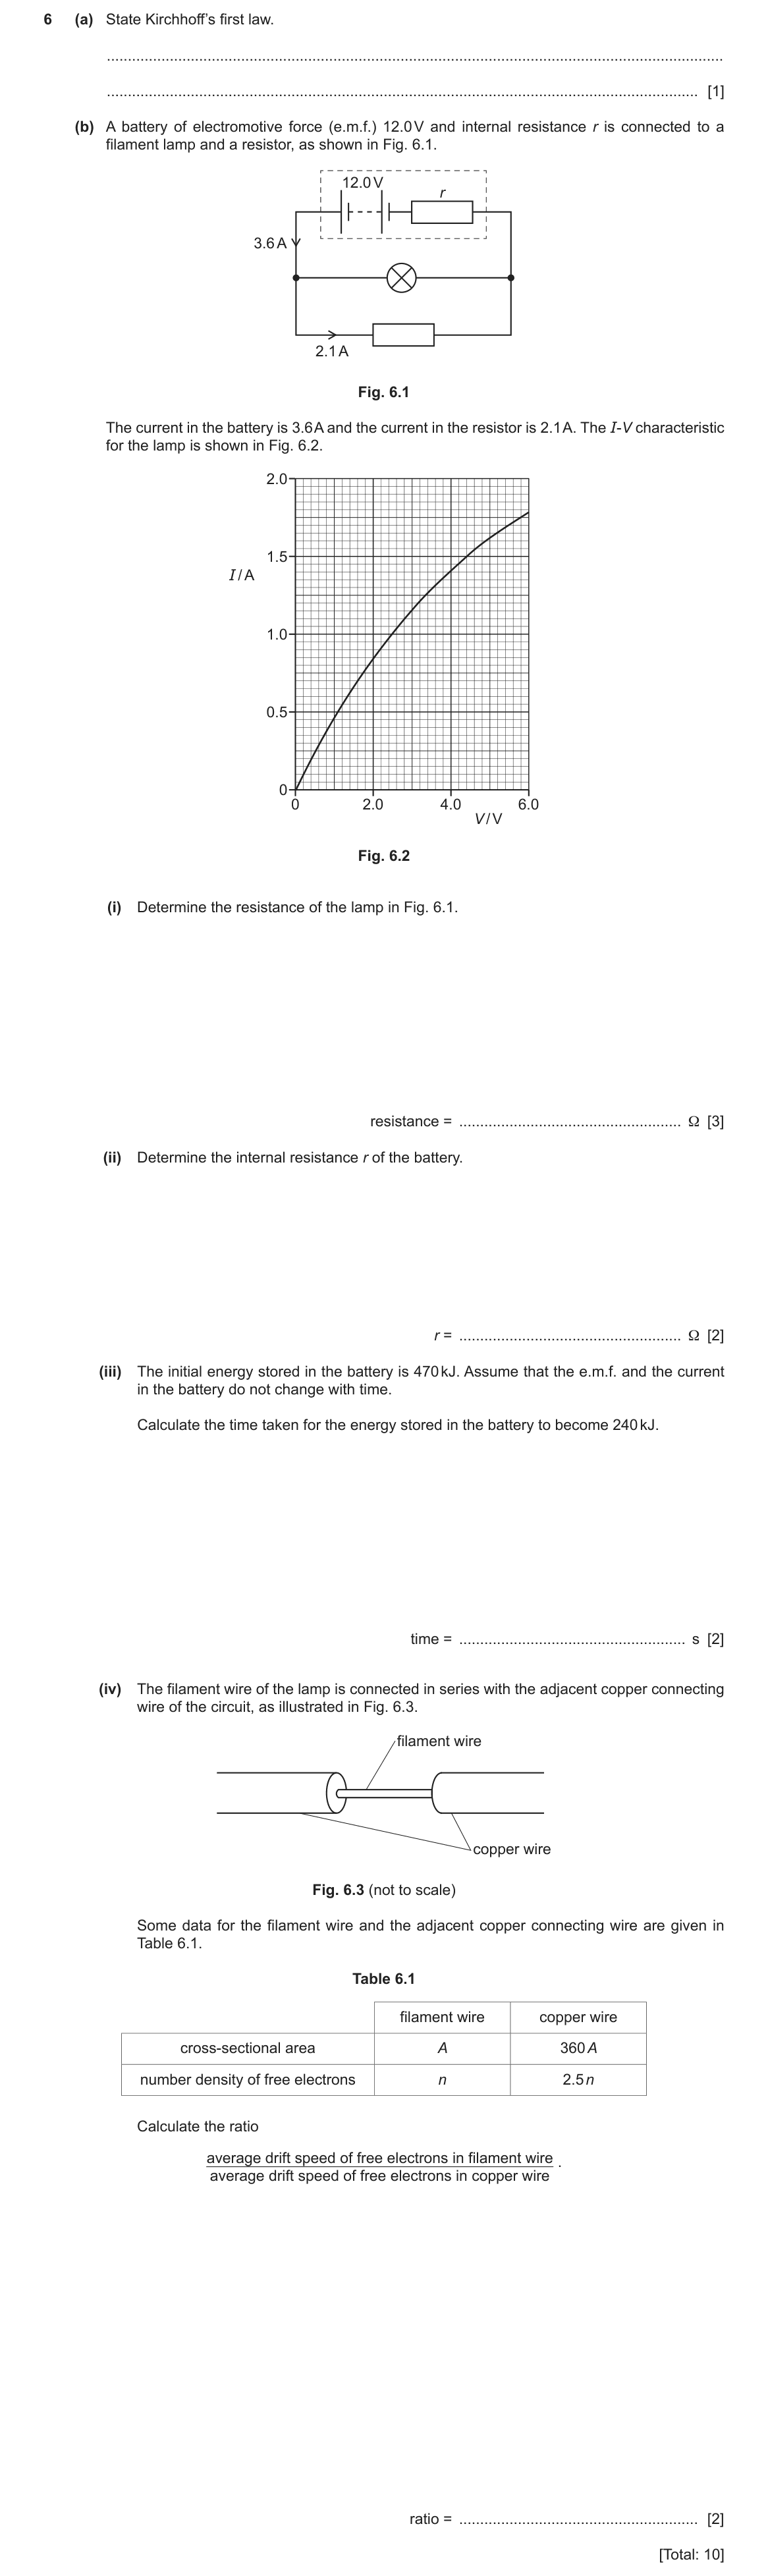 6 (a) State Kirchhoff’s first law.
..........................................................................................................................................
.................................................................................................................................... [1]
(b) A battery of electromotive force (e.m.f.) 12.0 V and internal resistance r is connected to a
filament lamp and a resistor, as shown in Fig. 6.1.
12.0 V
r
3.6 A
2.1 A
Fig. 6.1
The current in the battery is 3.6 A and the current in the resistor is 2.1 A. The I-V characteristic
for the lamp is shown in Fig. 6.2.
2.0
1.5
I / A
1.0
0.5
0
0 2.0 4.0 6.0
V / V
Fig. 6.2
(i) Determine the resistance of the lamp in Fig. 6.1.
resistance = ..................................................... Ω [3]
(ii) Determine the internal resistance r of the battery.
r = ..................................................... Ω [2]
(iii) The initial energy stored in the battery is 470 kJ. Assume that the e.m.f. and the current
in the battery do not change with time.
Calculate the time taken for the energy stored in the battery to become 240 kJ.
time = ...................................................... s [2]
(iv) The filament wire of the lamp is connected in series with the adjacent copper connecting
wire of the circuit, as illustrated in Fig. 6.3.
filament wire
copper wire
Fig. 6.3 (not to scale)
Some data for the filament wire and the adjacent copper connecting wire are given in
Table 6.1.
Table 6.1
filament wire copper wire
cross-sectional area A 360 A
number density of free electrons n 2.5 n
Calculate the ratio
average drift speed of free electrons in filament wire .
average drift speed of free electrons in copper wire
ratio = ......................................................... [2]
[Total: 10]